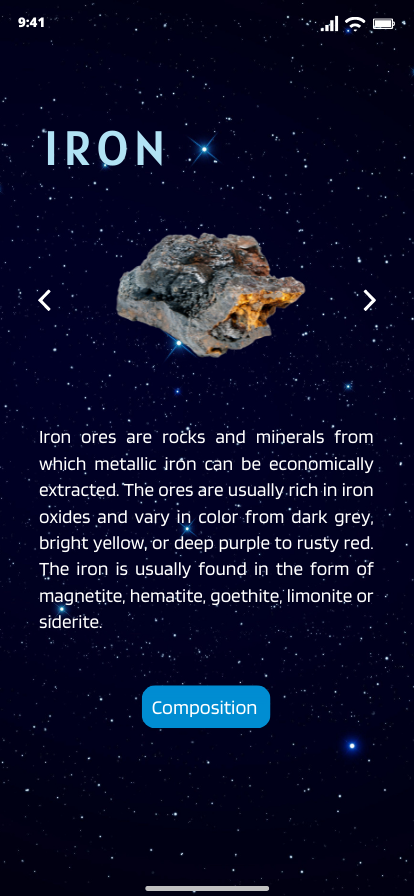 9:41
IRON
Iron ores are rocks and minerals from
which metallic iron can be economically
extracted. The ores are usually rich in iron
oxides and vary in color from dark grey,
bright yellow, or deep purple to rusty red.
The iron is usually found in the form of
magnetite, hematite, goethite, limonite or
siderite.
Composition